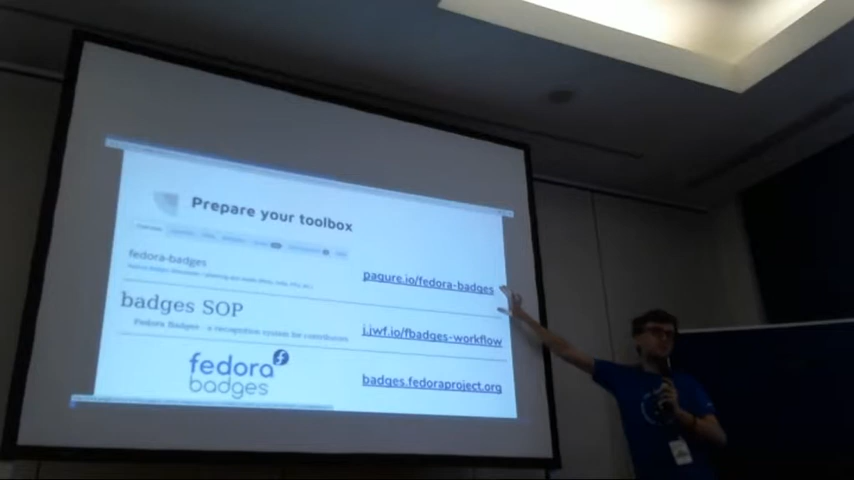 Prepare your toolbox
fedora-badges
pagure.io/fedora-badges
badges SOP
Fedora Badges - a recognition system for contributors
j.jwf.io/fbadges-workflow
fedora
badges
badges.fedoraproject.org